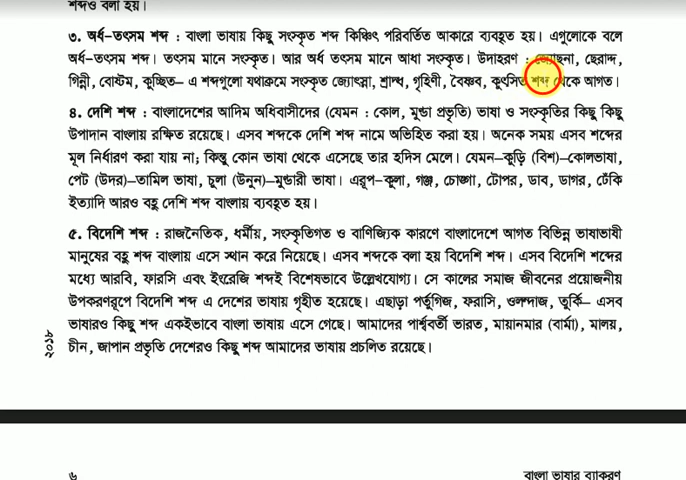 শব্দও বলা হয়।
৩. অর্ধ-তৎসম শব্দ : বাংলা ভাষায় কিছু সংস্কৃত শব্দ কিঞ্চিৎ পরিবর্তিত আকারে ব্যবহৃত হয়। এগুলোকে বলে
অর্ধ-তৎসম শব্দ। তৎসম মানে সংস্কৃত। আর অর্ধ তৎসম মানে আধা সংস্কৃত। উদাহরণ : জ্যোছনা, ছেরাদ্দ,
গিন্নী, বোষ্টম, কুচ্ছিত– এ শব্দগুলো যথাক্রমে সংস্কৃত জ্যোৎস্না, শ্রাদ্ধ, গৃহিণী, বৈষ্ণব, কুৎসিত শব্দ থেকে আগত।
৪. দেশি শব্দ : বাংলাদেশের আদিম অধিবাসীদের (যেমন : কোল, মুণ্ডা প্রভৃতি) ভাষা ও সংস্কৃতির কিছু কিছু
উপাদান বাংলায় রক্ষিত রয়েছে। এসব শব্দকে দেশি শব্দ নামে অভিহিত করা হয়। অনেক সময় এসব শব্দের
মূল নির্ধারণ করা যায় না; কিন্তু কোন ভাষা থেকে এসেছে তার হদিস মেলে। যেমন–কুড়ি (বিশ)–কোলভাষা,
পেট (উদর)–তামিল ভাষা, চুলা (উনুন)–মুণ্ডারী ভাষা। এরূপ–কুলা, গঞ্জ, চোঙ্গা, টোপর, ডাব, ডাগর, ঢেঁকি
ইত্যাদি আরও বহু দেশি শব্দ বাংলায় ব্যবহৃত হয়।
৫. বিদেশি শব্দ : রাজনৈতিক, ধর্মীয়, সংস্কৃতিগত ও বাণিজ্যিক কারণে বাংলাদেশে আগত বিভিন্ন ভাষাভাষী
মানুষের বহু শব্দ বাংলায় এসে স্থান করে নিয়েছে। এসব শব্দকে বলা হয় বিদেশি শব্দ। এসব বিদেশি শব্দের
মধ্যে আরবি, ফারসি এবং ইংরেজি শব্দই বিশেষভাবে উল্লেখযোগ্য। সে কালের সমাজ জীবনের প্রয়োজনীয়
উপকরণরূপে বিদেশি শব্দ এ দেশের ভাষায় গৃহীত হয়েছে। এছাড়া পর্তুগিজ, ফরাসি, ওলন্দাজ, তুর্কি– এসব
ভাষারও কিছু শব্দ একইভাবে বাংলা ভাষায় এসে গেছে। আমাদের পার্শ্ববর্তী ভারত, মায়ানমার (বার্মা), মালয়,
চীন, জাপান প্রভৃতি দেশেরও কিছু শব্দ আমাদের ভাষায় প্রচলিত রয়েছে।
২০১৮
৬ বাংলা ভাষার ব্যাকরণ